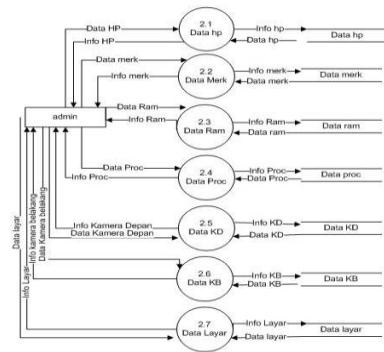 2.1
Data hp
Data HP
Info HP
Info hp
Data hp
Data hp
Data merk
Info merk
2.2
Data Merk
Info merk
Data merk
Data merk
admin
Data Ram
Info Ram
2.3
Data Ram
Info Ram
Data ram
Data ram
Data Proc
Info Proc
2.4
Data Proc
Info Proc
Data Proc
Data proc
Info Kamera Depan
Data Kamera Depan
2.5
Data KD
Info KD
Data KD
Data KD
Data layar
Info Layar
Info kamera belakang
Data Kamera Belakang
2.6
Data KB
Info KB
Data KB
Data KB
2.7
Data Layar
Info Layar
Data layar
Data layar